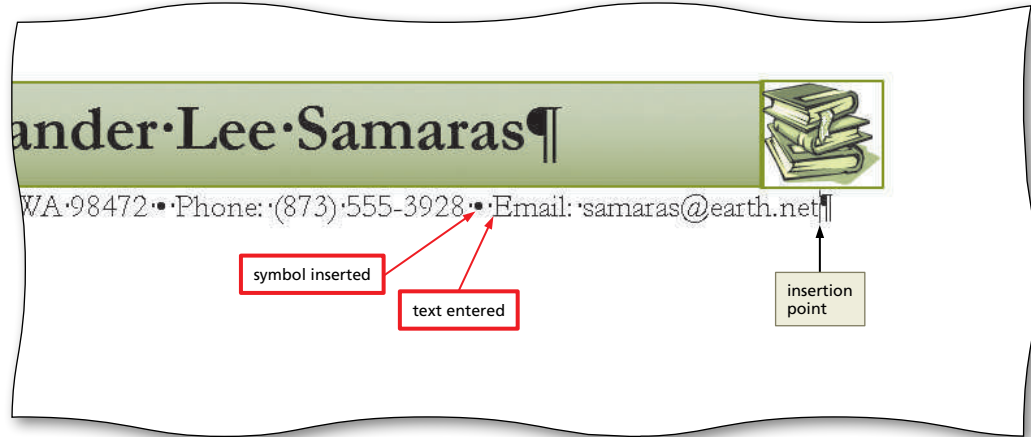 ander·Lee·Samaras¶
WA·98472·•·Phone:·(873)·555-3928·•·Email:·samaras@earth.net¶
symbol inserted
text entered
insertion
point